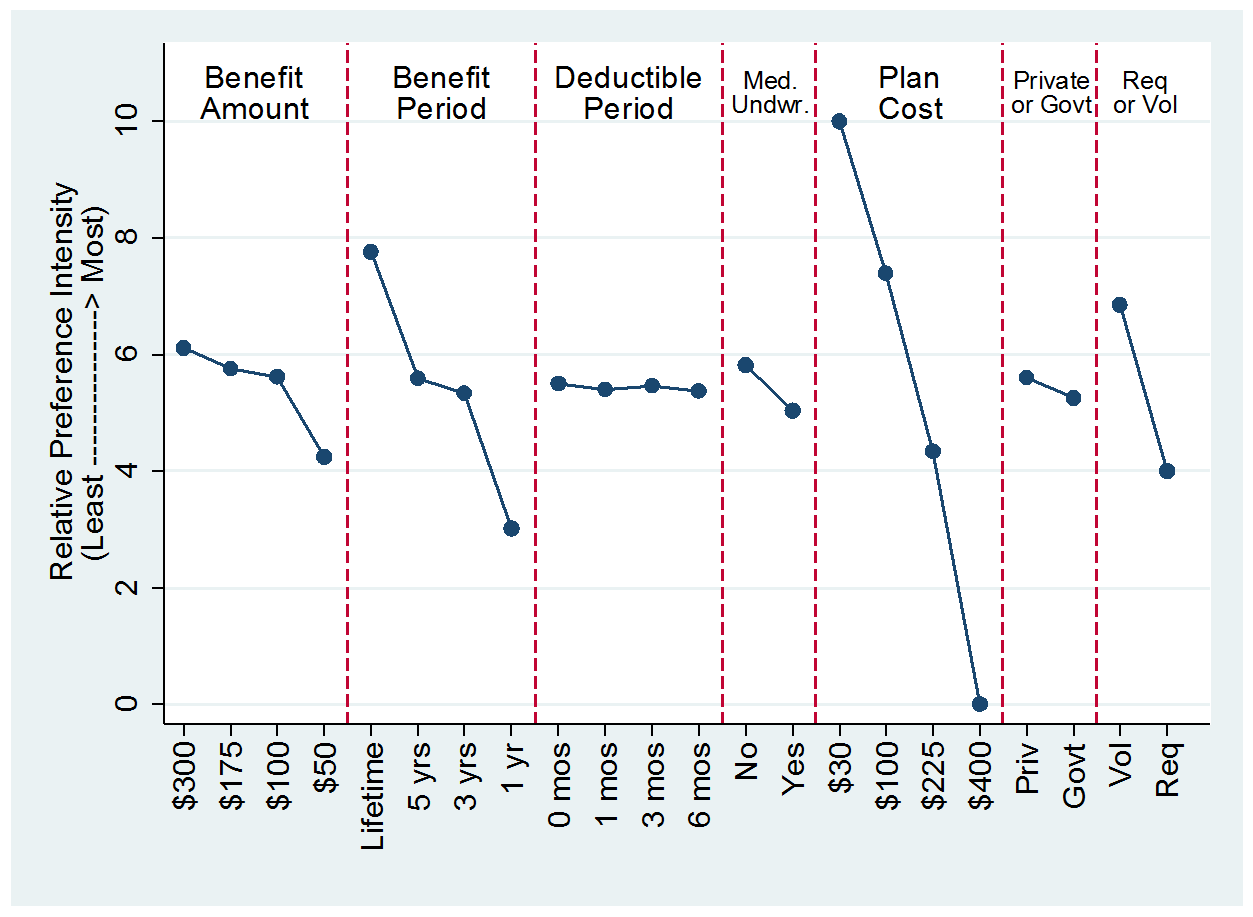 Benefit
Amount
Benefit
Period
Deductible
Period
Med.
Undwr.
Plan
Cost
Private
or Govt
Req
or Vol
Relative Preference Intensity
(Least -----------------> Most)
10
8
6
4
2
0
$300
$175
$100
$50
Lifetime
5 yrs
3 yrs
1 yr
0 mos
1 mos
3 mos
6 mos
No
Yes
$30
$100
$225
$400
Priv
Govt
Vol
Req